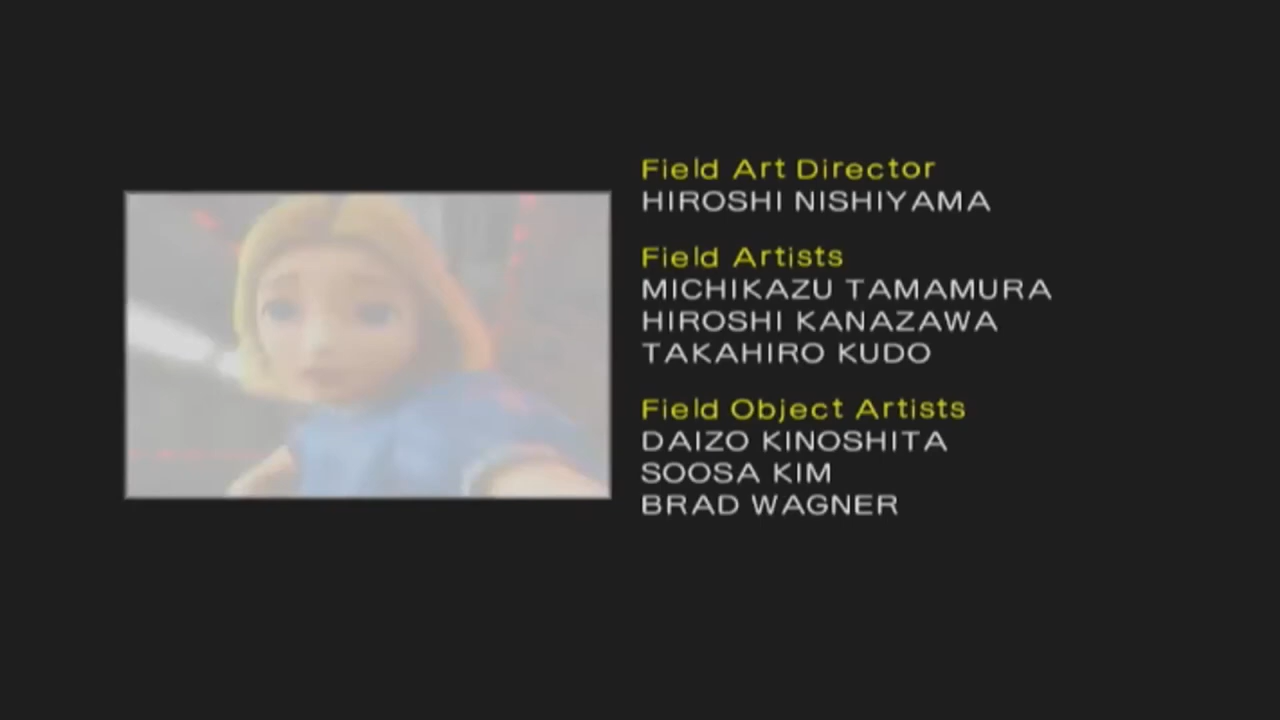 Field Art Director
HIROSHI NISHIYAMA
Field Artists
MICHIKAZU TAMAMURA
HIROSHI KANAZAWA
TAKAHIRO KUDO
Field Object Artists
DAIZO KINOSHITA
SOOSA KIM
BRAD WAGNER